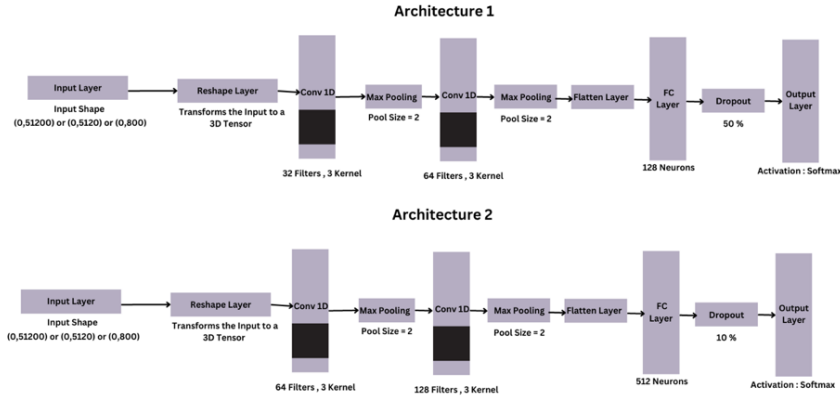 Architecture 1
Input Layer
Input Shape
(0,51200) or (0,5120) or (0,800)
Reshape Layer
Transforms the Input to a
3D Tensor
Conv 1D
32 Filters , 3 Kernel
Max Pooling
Pool Size = 2
Conv 1D
64 Filters , 3 Kernel
Max Pooling
Pool Size = 2
Flatten Layer
FC
Layer
128 Neurons
Dropout
50 %
Output
Layer
Activation : Softmax
Architecture 2
Input Layer
Input Shape
(0,51200) or (0,5120) or (0,800)
Reshape Layer
Transforms the Input to a
3D Tensor
Conv 1D
64 Filters , 3 Kernel
Max Pooling
Pool Size = 2
Conv 1D
128 Filters , 3 Kernel
Max Pooling
Pool Size = 2
Flatten Layer
FC
Layer
512 Neurons
Dropout
10 %
Output
Layer
Activation : Softmax